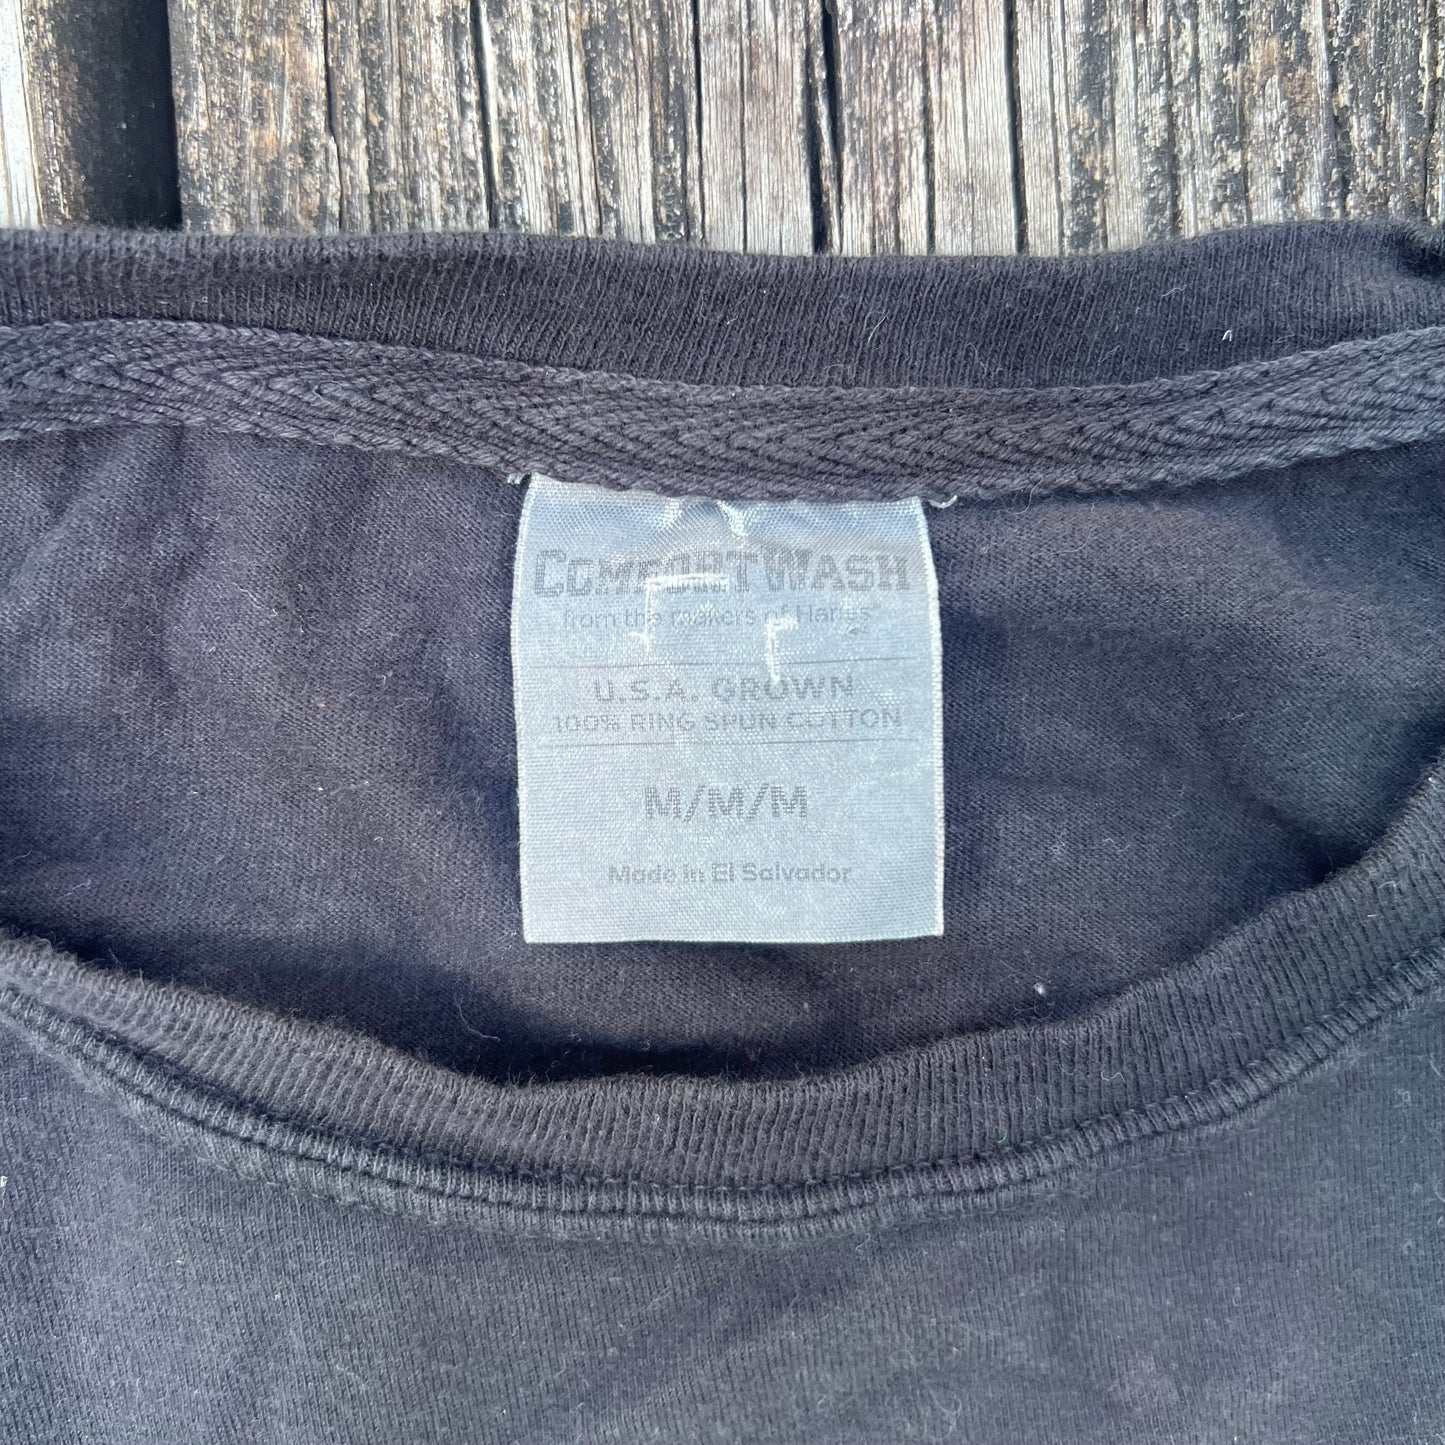 COMFORTWASH
from the makers of Hanes®
U.S.A. GROWN
100% RING SPUN COTTON
M/M/M
Made in El Salvador